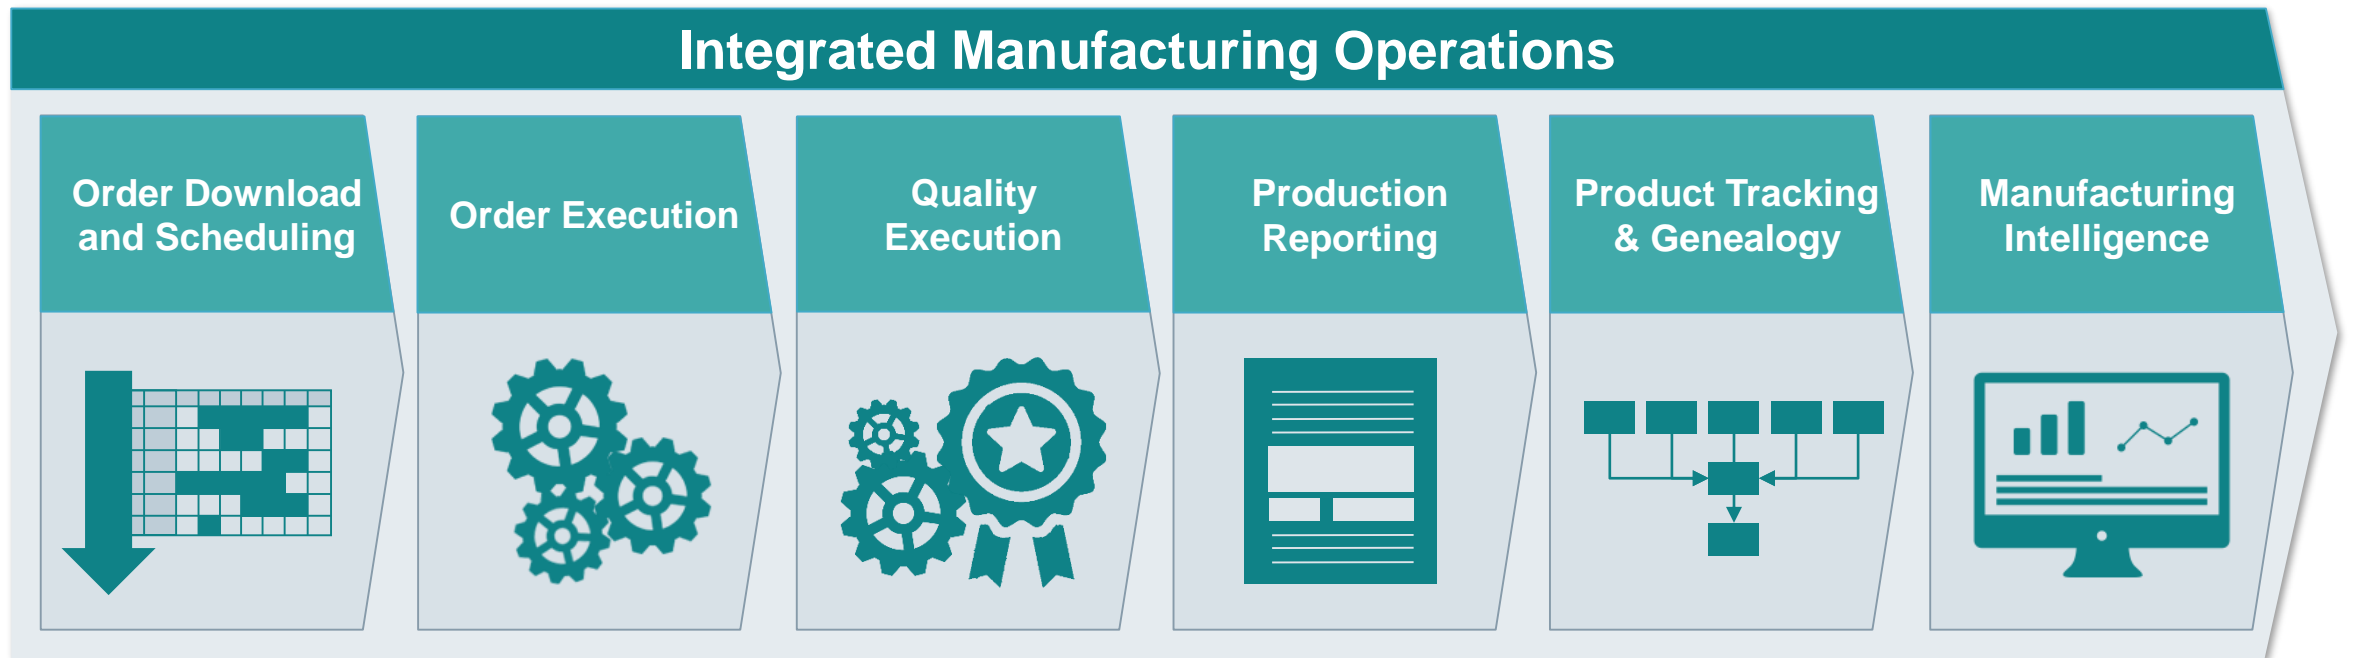 Integrated Manufacturing Operations
Order Download
and Scheduling
Order Execution
Quality
Execution
Production
Reporting
Product Tracking
& Genealogy
Manufacturing
Intelligence